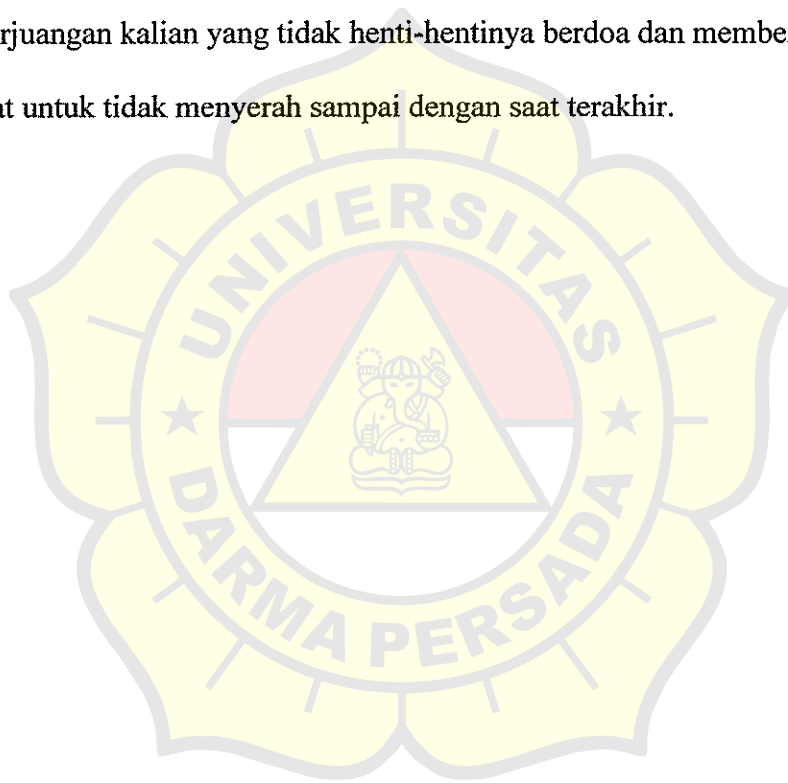 rjuangan kalian yang tidak henti-hentinya berdoa dan membe
at untuk tidak menyerah sampai dengan saat terakhir.
UNIVERSITAS
DARMA PERSADA